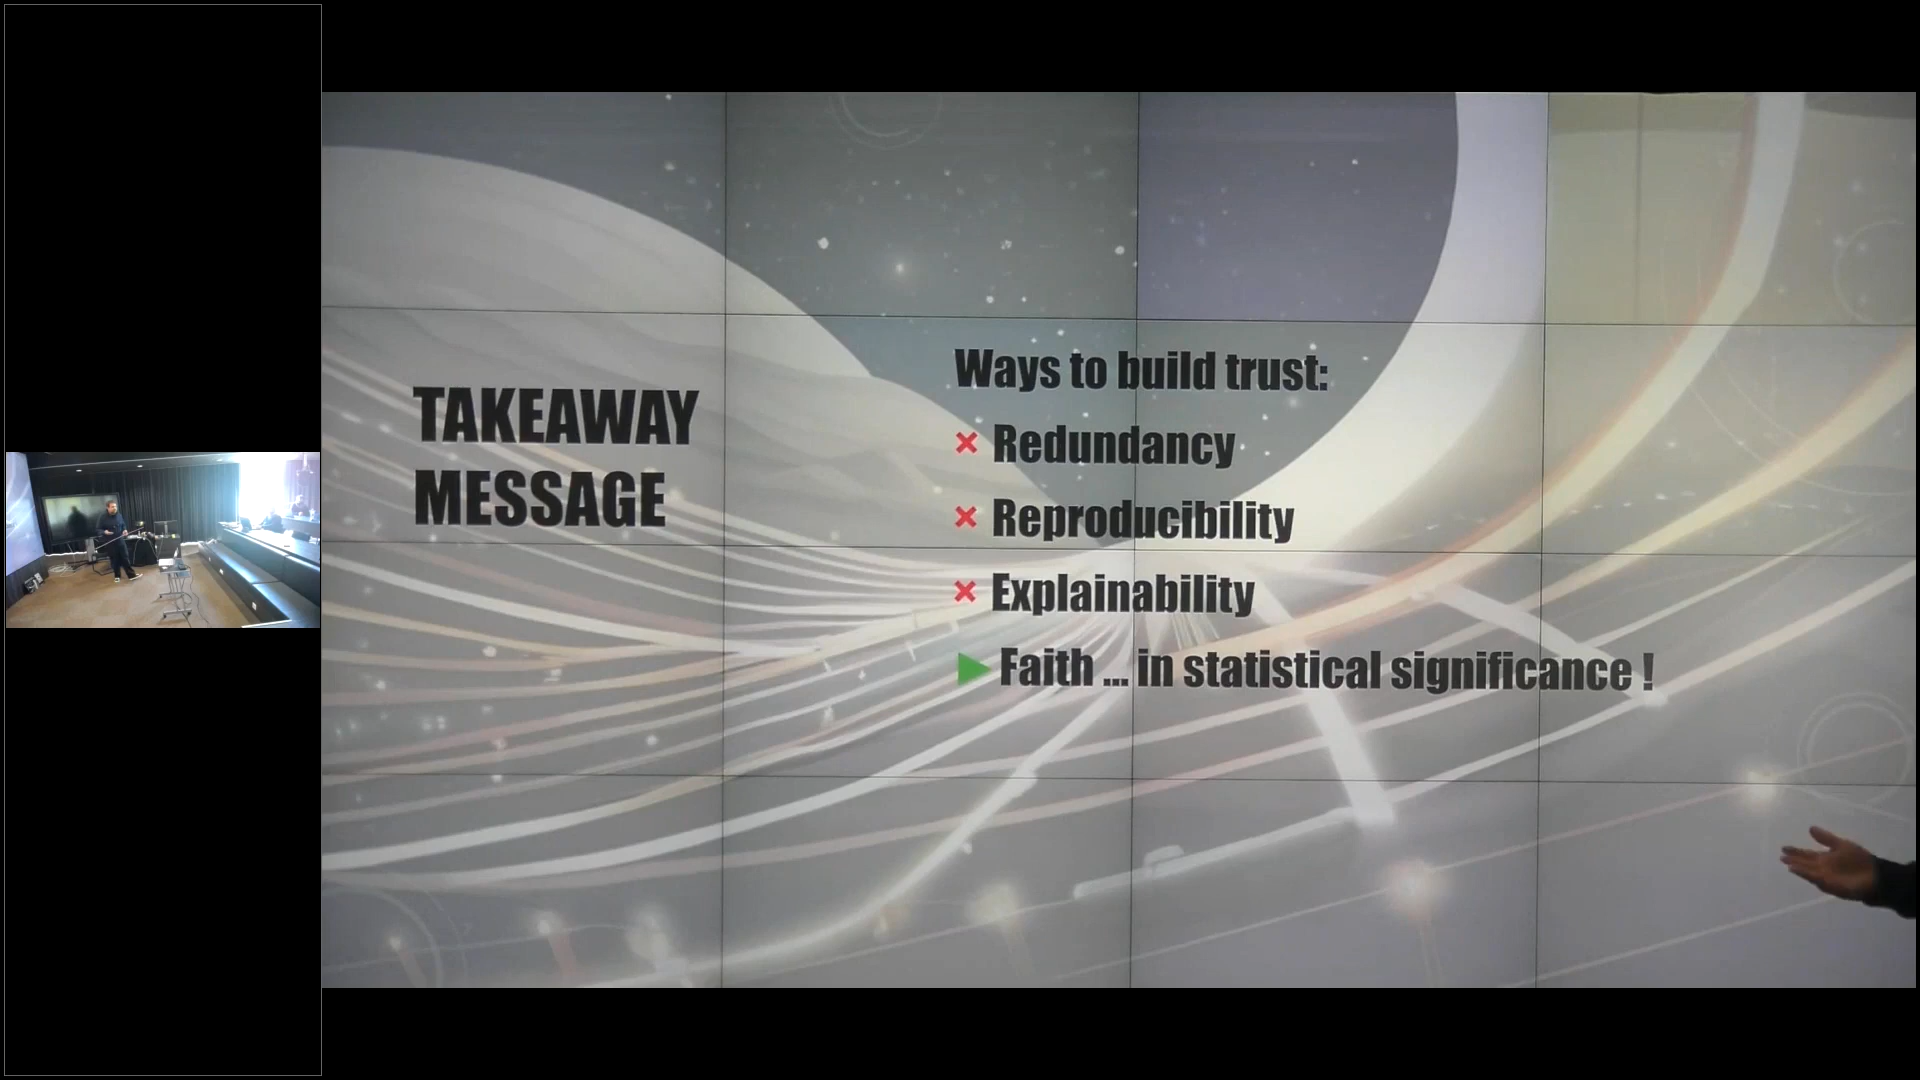 TAKEAWAY
MESSAGE
Ways to build trust:
× Redundancy
× Reproducibility
× Explainability
▶ Faith ... in statistical significance !